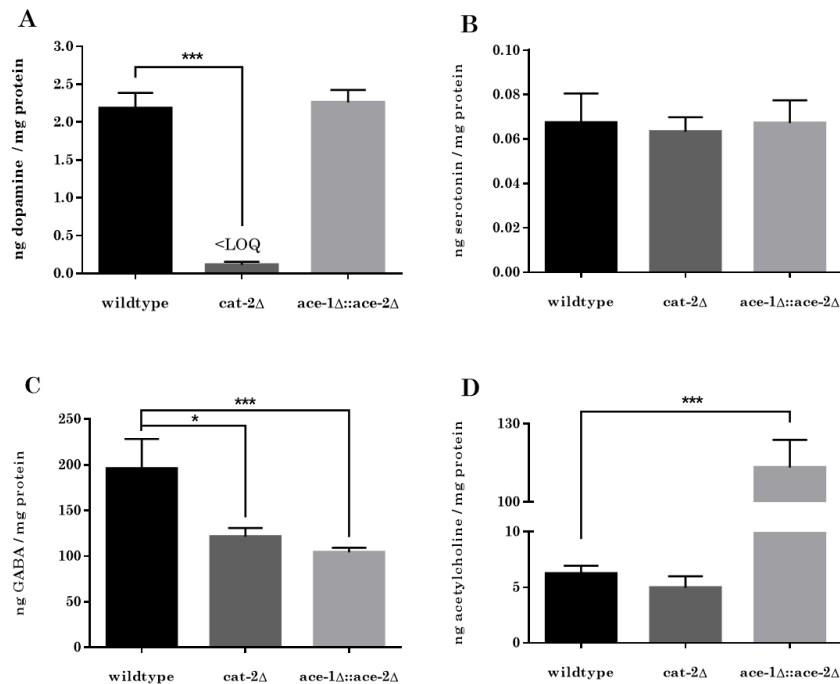 A
ng dopamine / mg protein
3.0
2.5
2.0
1.5
1.0
0.5
0.0
***
<LOQ
wildtype cat-2Δ ace-1Δ::ace-2Δ
B
ng serotonin / mg protein
0.10
0.08
0.06
0.04
0.02
0.00
wildtype cat-2Δ ace-1Δ::ace-2Δ
C
ng GABA / mg protein
250
200
150
100
50
0
***
*
wildtype cat-2Δ ace-1Δ::ace-2Δ
D
ng acetylcholine / mg protein
130
100
10
5
0
***
wildtype cat-2Δ ace-1Δ::ace-2Δ